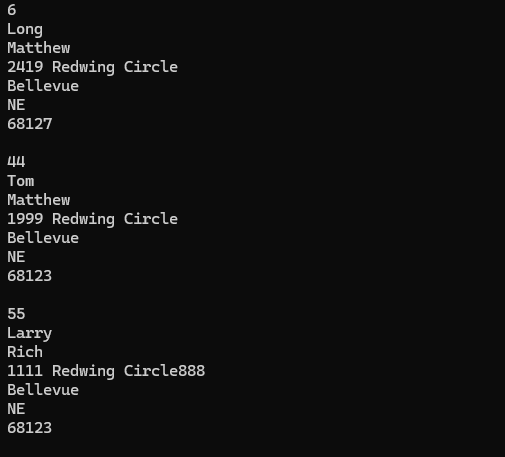 6
Long
Matthew
2419 Redwing Circle
Bellevue
NE
68127

44
Tom
Matthew
1999 Redwing Circle
Bellevue
NE
68123

55
Larry
Rich
1111 Redwing Circle888
Bellevue
NE
68123